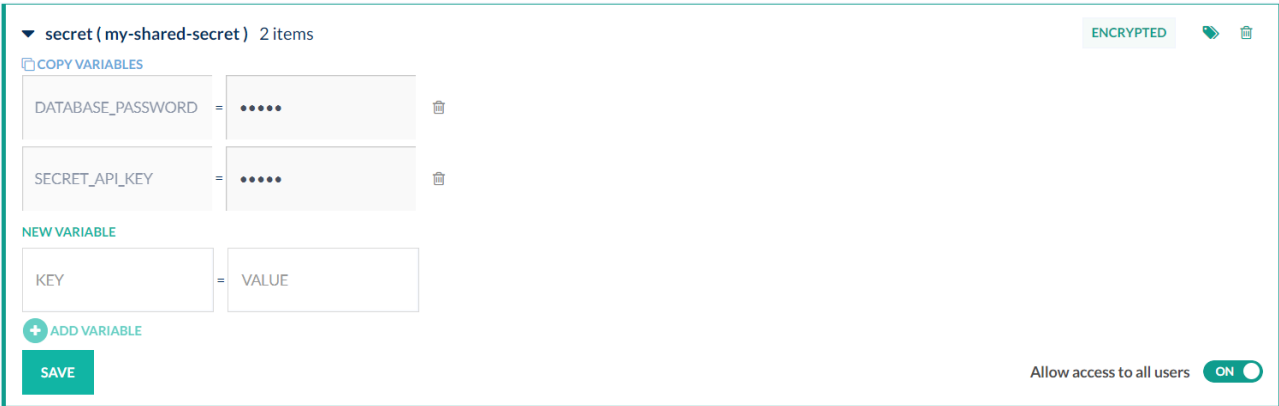 secret ( my-shared-secret ) 2 items ENCRYPTED
COPY VARIABLES
DATABASE_PASSWORD = •••••
SECRET_API_KEY = •••••
NEW VARIABLE
KEY = VALUE
ADD VARIABLE
SAVE Allow access to all users ON